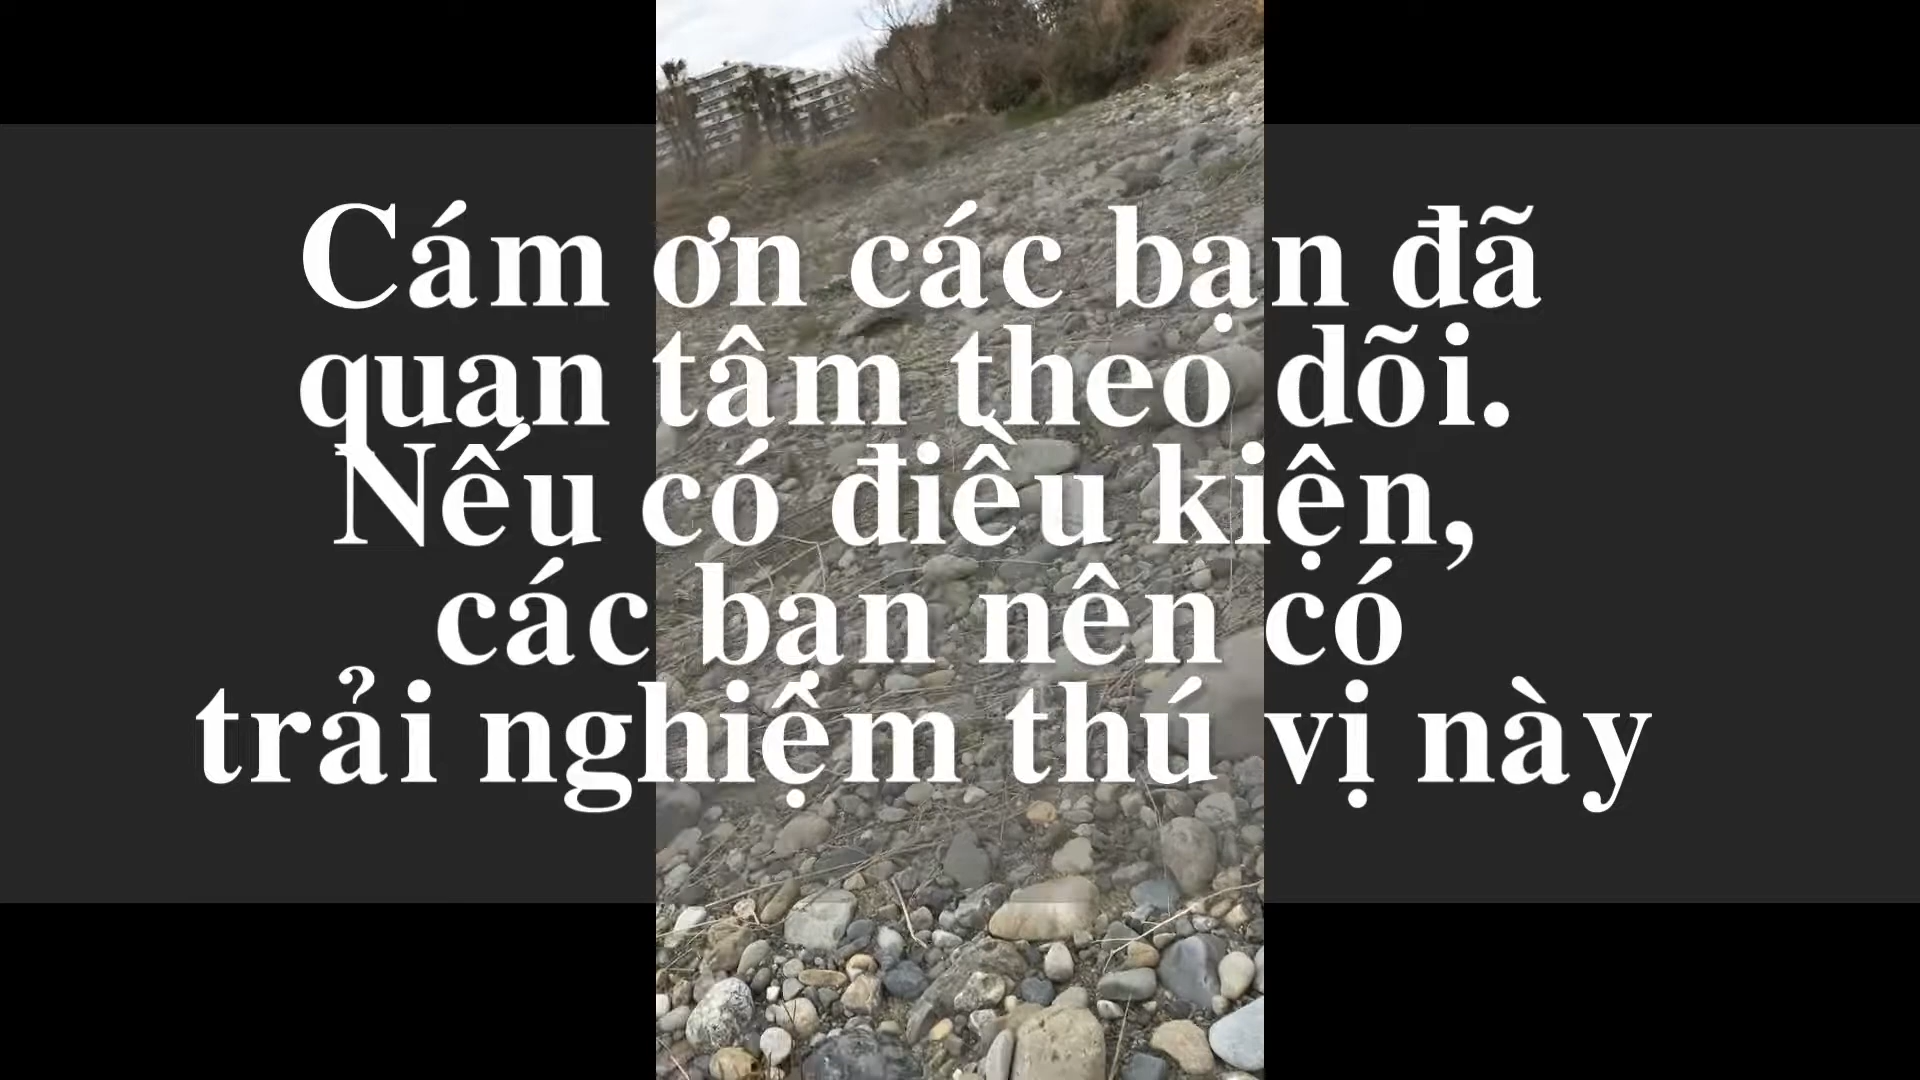 Cám ơn các bạn đã
quan tâm theo dõi.
Nếu có điều kiện,
các bạn nên có
trải nghiệm thú vị này